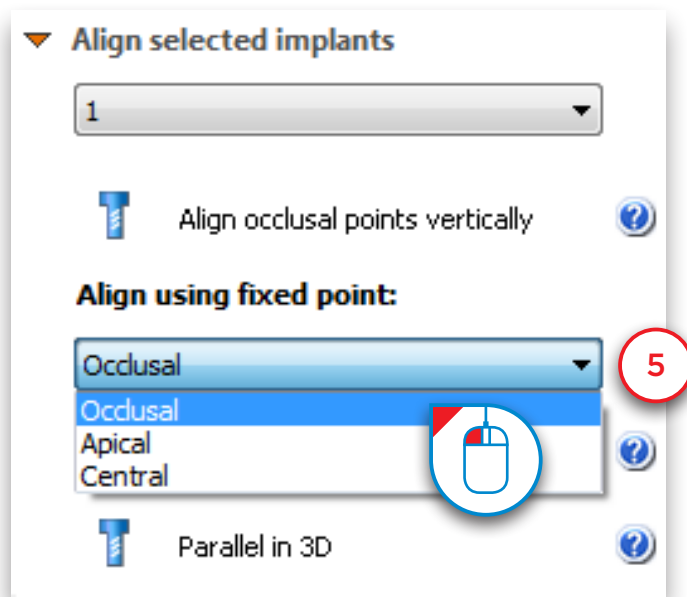 Align selected implants
1
Align occlusal points vertically
?
Align using fixed point:
Occlusal
5
Occlusal
Apical
?
Central
Parallel in 3D
?